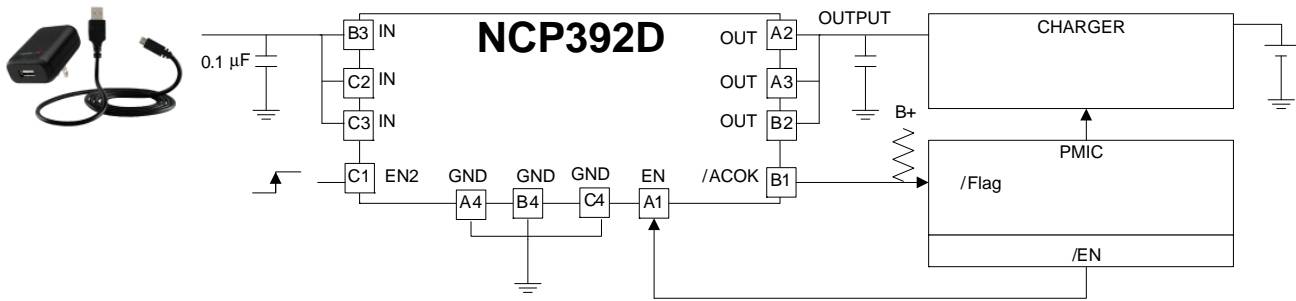 B3 IN
NCP392D
OUT A2
OUTPUT
CHARGER
0.1 μF
C2 IN
OUT A3
C3 IN
OUT B2
B+
PMIC
C1 EN2
GND
GND
GND
EN
/ACOK B1
/Flag
A4
B4
C4
A1
/EN